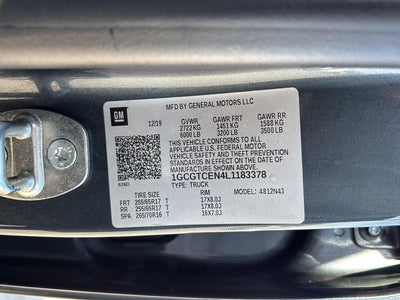 MFD BY GENERAL MOTORS LLC
GM
12/19 GVWR GAWR FRT GAWR RR
2722 KG 1451 KG 1588 KG
6000 LB 3200 LB 3500 LB
THIS VEHICLE CONFORMS TO ALL APPLICABLE U.S.
FEDERAL MOTOR VEHICLE SAFETY AND THEFT PREVENTION
STANDARDS IN EFFECT ON THE DATE OF
MANUFACTURE SHOWN ABOVE.
1GCGTCEN4L1183378
TYPE: TRUCK MODEL: 4812N43
TIRE SIZE RIM
FRT 255/65R17 T 17X8.0J
RR 255/65R17 T 17X8.0J
SPA 265/70R16 T 16X7.0J